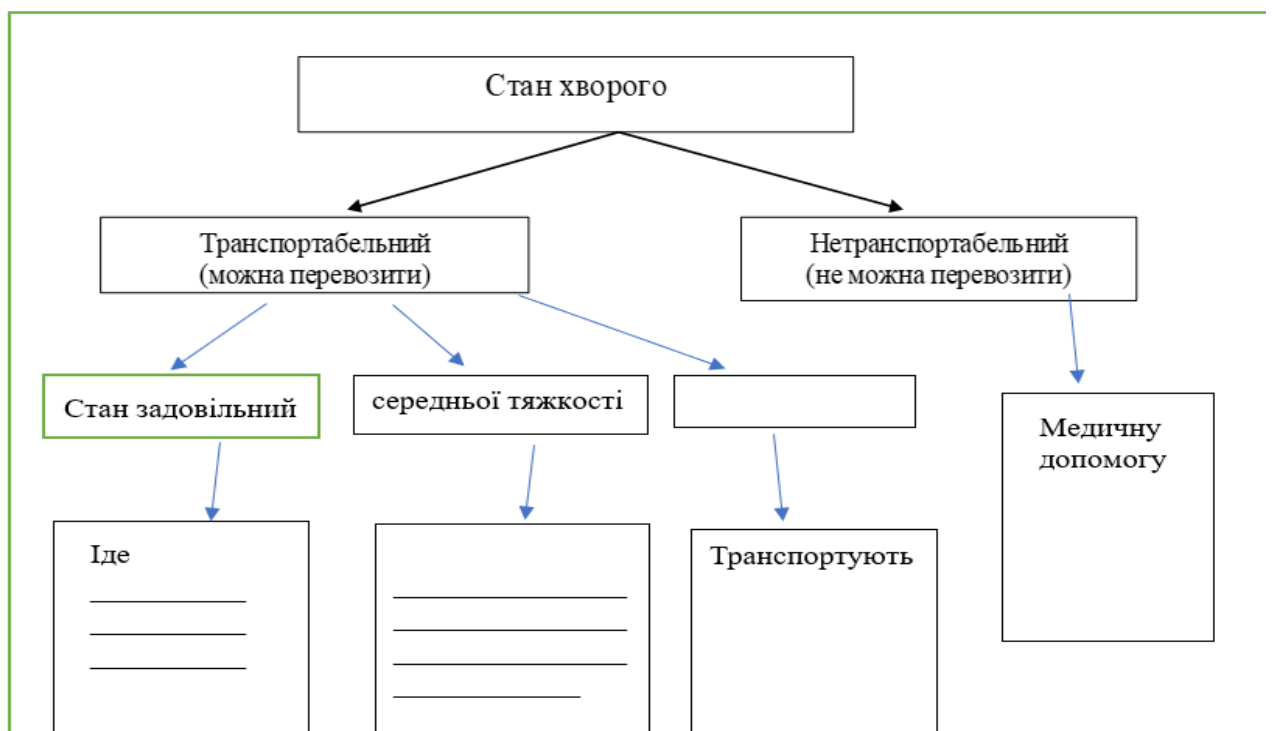 Стан хворого
Транспортабельний
(можна перевозити)
Нетранспортабельний
(не можна перевозити)
Стан задовільний
середньої тяжкості
Медичну
допомогу
Іде
Транспортують